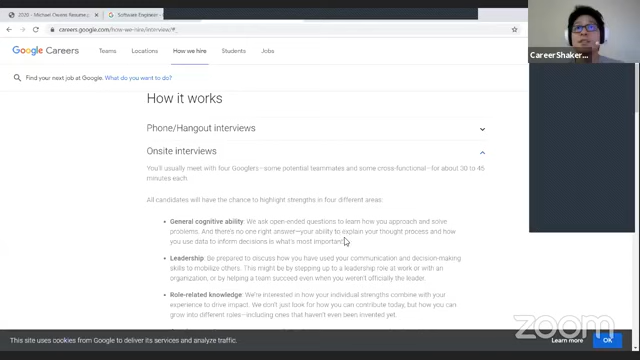 2020 - Michael Owens Resume.p
Software Engineer -
careers.google.com/how-we-hire/interview/#
Google Careers
Teams
Locations
How we hire
Students
Jobs
Find your next job at Google. What do you want to do?
CareerShaker...
How it works
Phone/Hangout interviews
Onsite interviews
You'll usually meet with four Googlers–some potential teammates and some cross-functional–for about 30 to 45
minutes each.
All candidates will have the chance to highlight strengths in four different areas:
• General cognitive ability: We ask open-ended questions to learn how you approach and solve
problems. And there's no one right answer–your ability to explain your thought process and how
you use data to inform decisions is what's most important.
• Leadership: Be prepared to discuss how you have used your communication and decision-making
skills to mobilize others. This might be by stepping up to a leadership role at work or with an
organization, or by helping a team succeed even when you weren't officially the leader.
• Role-related knowledge: We're interested in how your individual strengths combine with your
experience to drive impact. We don't just look for how you can contribute today, but how you can
grow into different roles–including ones that haven't even been invented yet.
This site uses cookies from Google to deliver its services and analyze traffic.
Learn more
OK
zoom